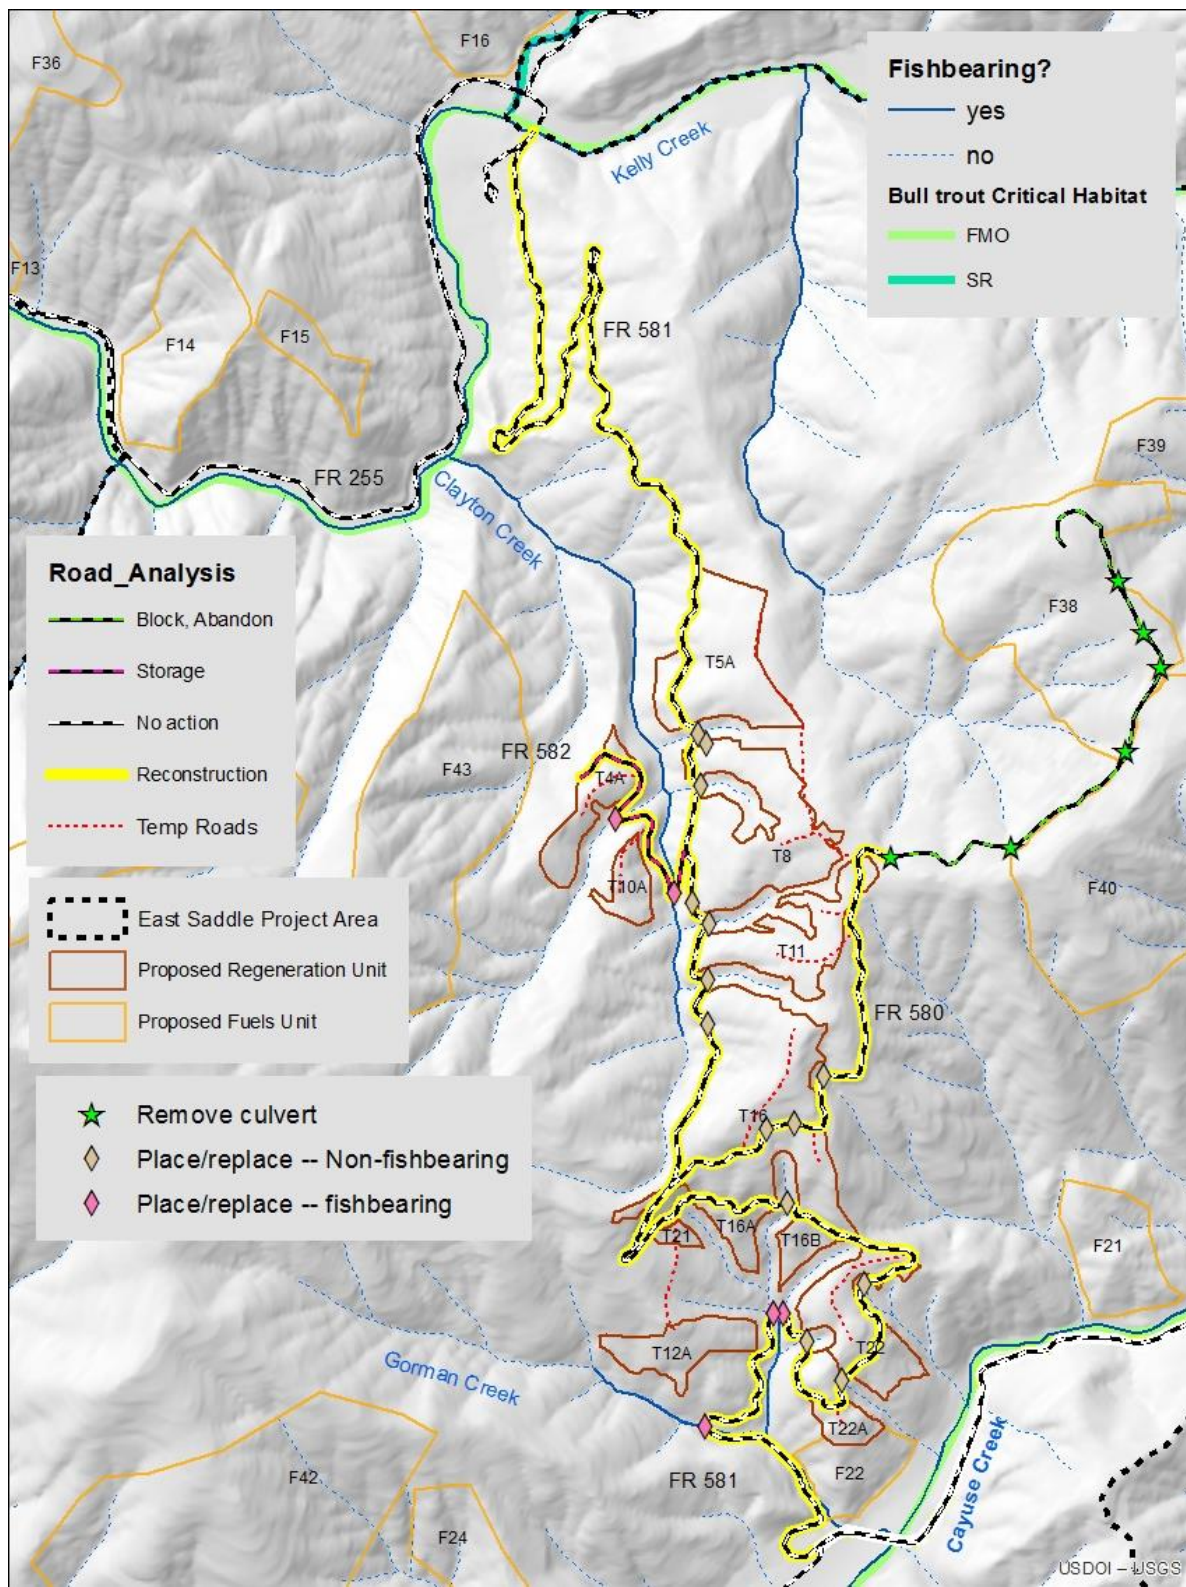 F16
F36
Fishbearing?
yes
no
Bull trout Critical Habitat
FMO
SR
Kelly Creek
F13
F14
F15
FR 581
FR 255
Clayton Creek
F39
Road_Analysis
Block, Abandon
Storage
No action
Reconstruction
Temp Roads
F38
T5A
FR 582
F43
T4A
T8
T10A
F40
T11
East Saddle Project Area
Proposed Regeneration Unit
Proposed Fuels Unit
FR 580
Remove culvert
Place/replace -- Non-fishbearing
Place/replace -- fishbearing
T16
T16A
T21
T16B
F21
T12A
T22
Gorman Creek
T22A
F42
FR 581
F22
Cayuse Creek
F24
USDOI – USGS